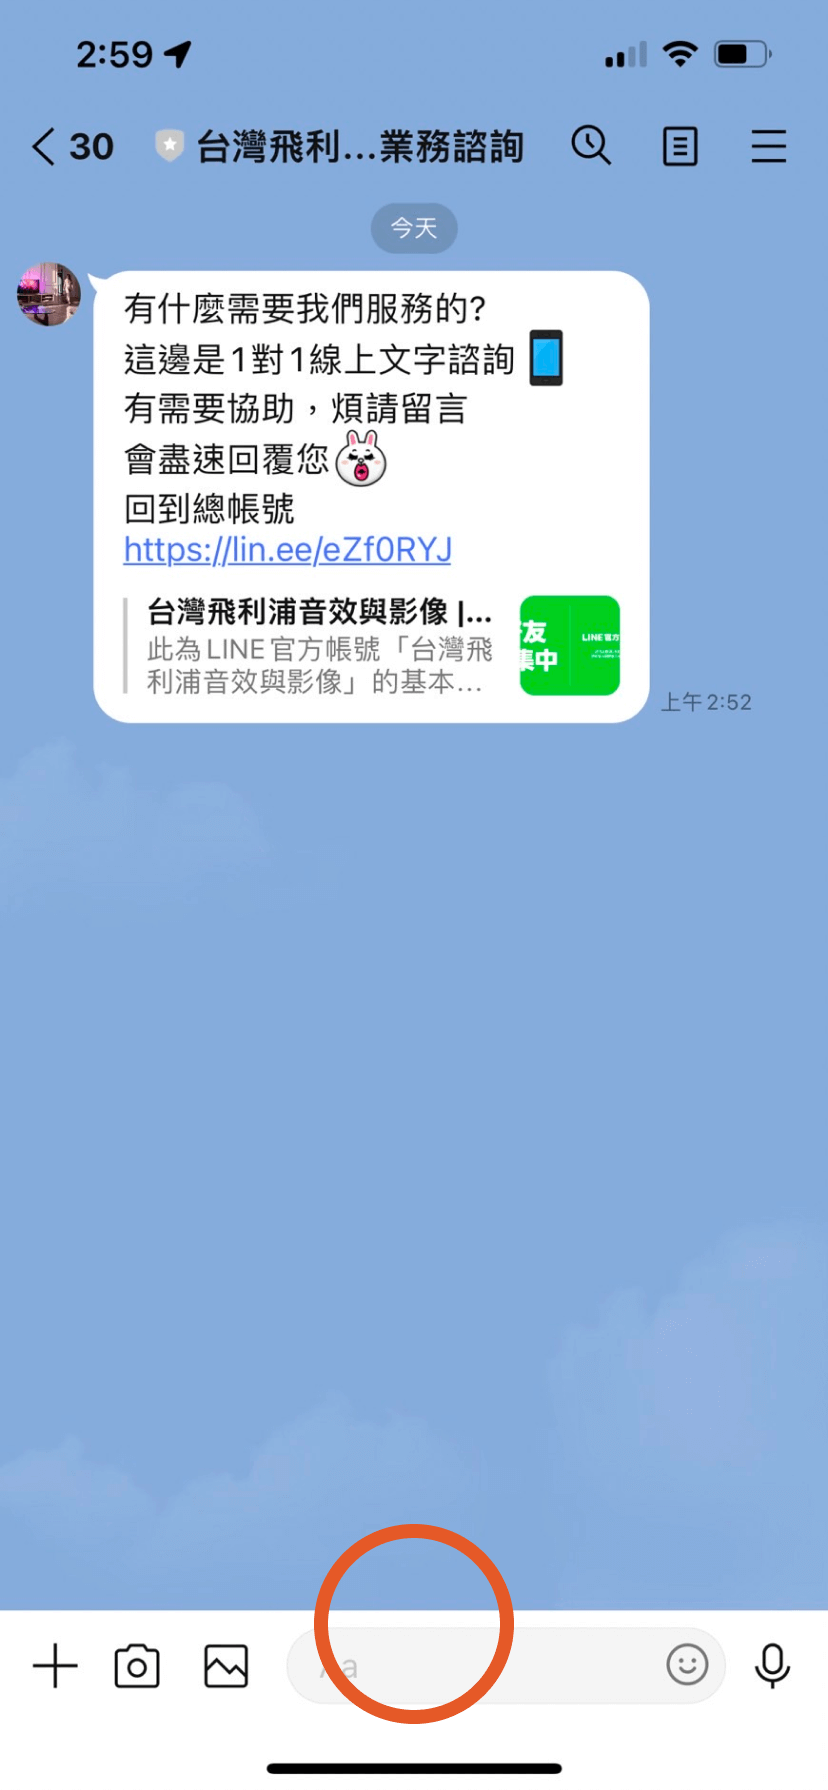 2:59
30 台灣飛利...業務諮詢
今天
有什麼需要我們服務的?
這邊是1對1線上文字諮詢
有需要協助，煩請留言
會盡速回覆您
回到總帳號
https://lin.ee/eZf0RYJ
台灣飛利浦音效與影像 |...
此為LINE官方帳號「台灣飛
利浦音效與影像」的基本...
友
集中
LINE官方
上午2:52
Aa